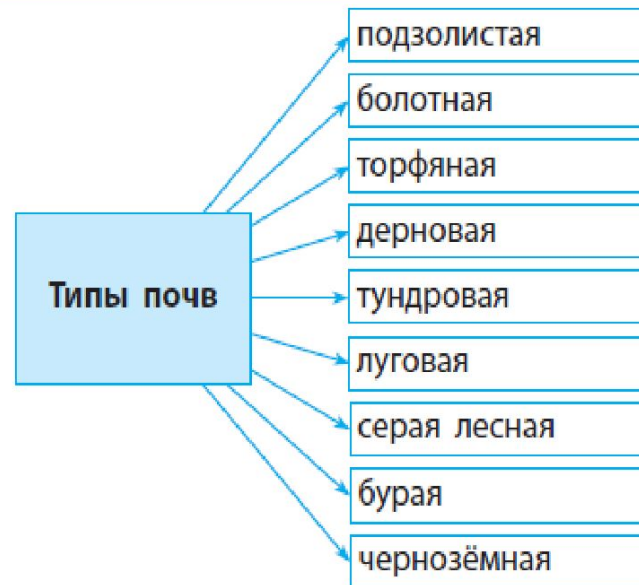 Типы почв
подзолистая
болотная
торфяная
дерновая
тундровая
луговая
серая лесная
бурая
чернозёмная